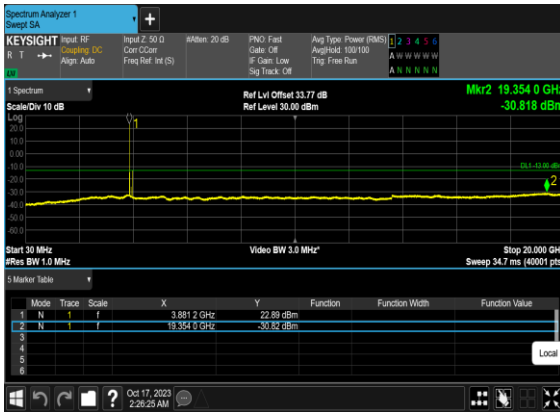 Spectrum Analyzer 1
Swept SA
KEYSIGHT
R T
LW
Input: RF
Coupling: DC
Align: Auto
Input Z: 50 Ω
Corr CCorr
Freq Ref: Int (S)
#Atten: 20 dB
PNO: Fast
Gate: Off
IF Gain: Low
Sig Track: Off
Avg Type: Power (RMS)
Avg|Hold: 100/100
Trig: Free Run
1 2 3 4 5 6
A W W W W W
A N N N N N
1 Spectrum
Scale/Div 10 dB
Ref Lvl Offset 33.77 dB
Ref Level 30.00 dBm
Mkr2 19.354 0 GHz
-30.818 dBm
Log
20.0
10.0
0.00
-10.0
-20.0
-30.0
-40.0
-50.0
-60.0
1
DL1 -13.00 dBm
2
Start 30 MHz
#Res BW 1.0 MHz
Video BW 3.0 MHz*
Stop 20.000 GHz
Sweep 34.7 ms (40001 pts)
5 Marker Table
Mode Trace Scale X Y Function Function Width Function Value
1 N 1 f 3.881 2 GHz 22.89 dBm
2 N 1 f 19.354 0 GHz -30.82 dBm
3
4
5
6
Local
Oct 17, 2023
2:26:25 AM